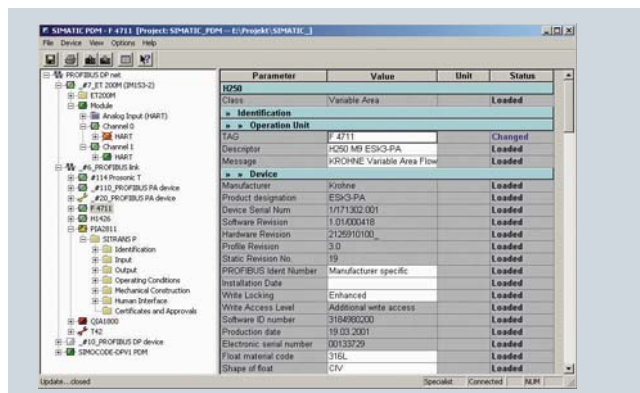 SIMATIC PDM - F 4711 [Project: SIMATIC_PDM -- E:\Projekt\SIMATIC_]
File Device View Options Help
PROFIBUS DP net
_#7_ET 200M (IM153-2)
ET200M
Module
Analog Input (HART)
Channel 0
HART
Channel 1
HART
_#6_PROFIBUS link
#114 Prosonic T
_#110_PROFIBUS PA device
_#20_PROFIBUS PA device
F 4711
H1426
PIA2811
SITRANS P
Identification
Input
Output
Operating Conditions
Mechanical Construction
Human Interface
Certificates and Approvals
QIA1800
T42
_#10_PROFIBUS DP device
SIMOCODE-DPV1 PDM
Parameter Value Unit Status
H250
Class Variable Area Loaded
» Identification
» » Operation Unit
TAG F 4711 Changed
Descriptor H250 M9 ESK3-PA Loaded
Message KROHNE Variable Area Flow Loaded
» » Device
Manufacturer Krohne Loaded
Product designation ESK3-PA Loaded
Device Serial Num 1/171302.001 Loaded
Software Revision 1.01/000418 Loaded
Hardware Revision 2126910100_ Loaded
Profile Revision 3.0 Loaded
Static Revision No. 19 Loaded
PROFIBUS Ident Number Manufacturer specific Loaded
Installation Date Loaded
Write Locking Enhanced Loaded
Write Access Level Additional write access Loaded
Software ID number 3184980200 Loaded
Production date 19.03.2001 Loaded
Electronic serial number 00133729 Loaded
Float material code 316L Loaded
Shape of float CIV Loaded
Update...closed Specialist Connected NUM